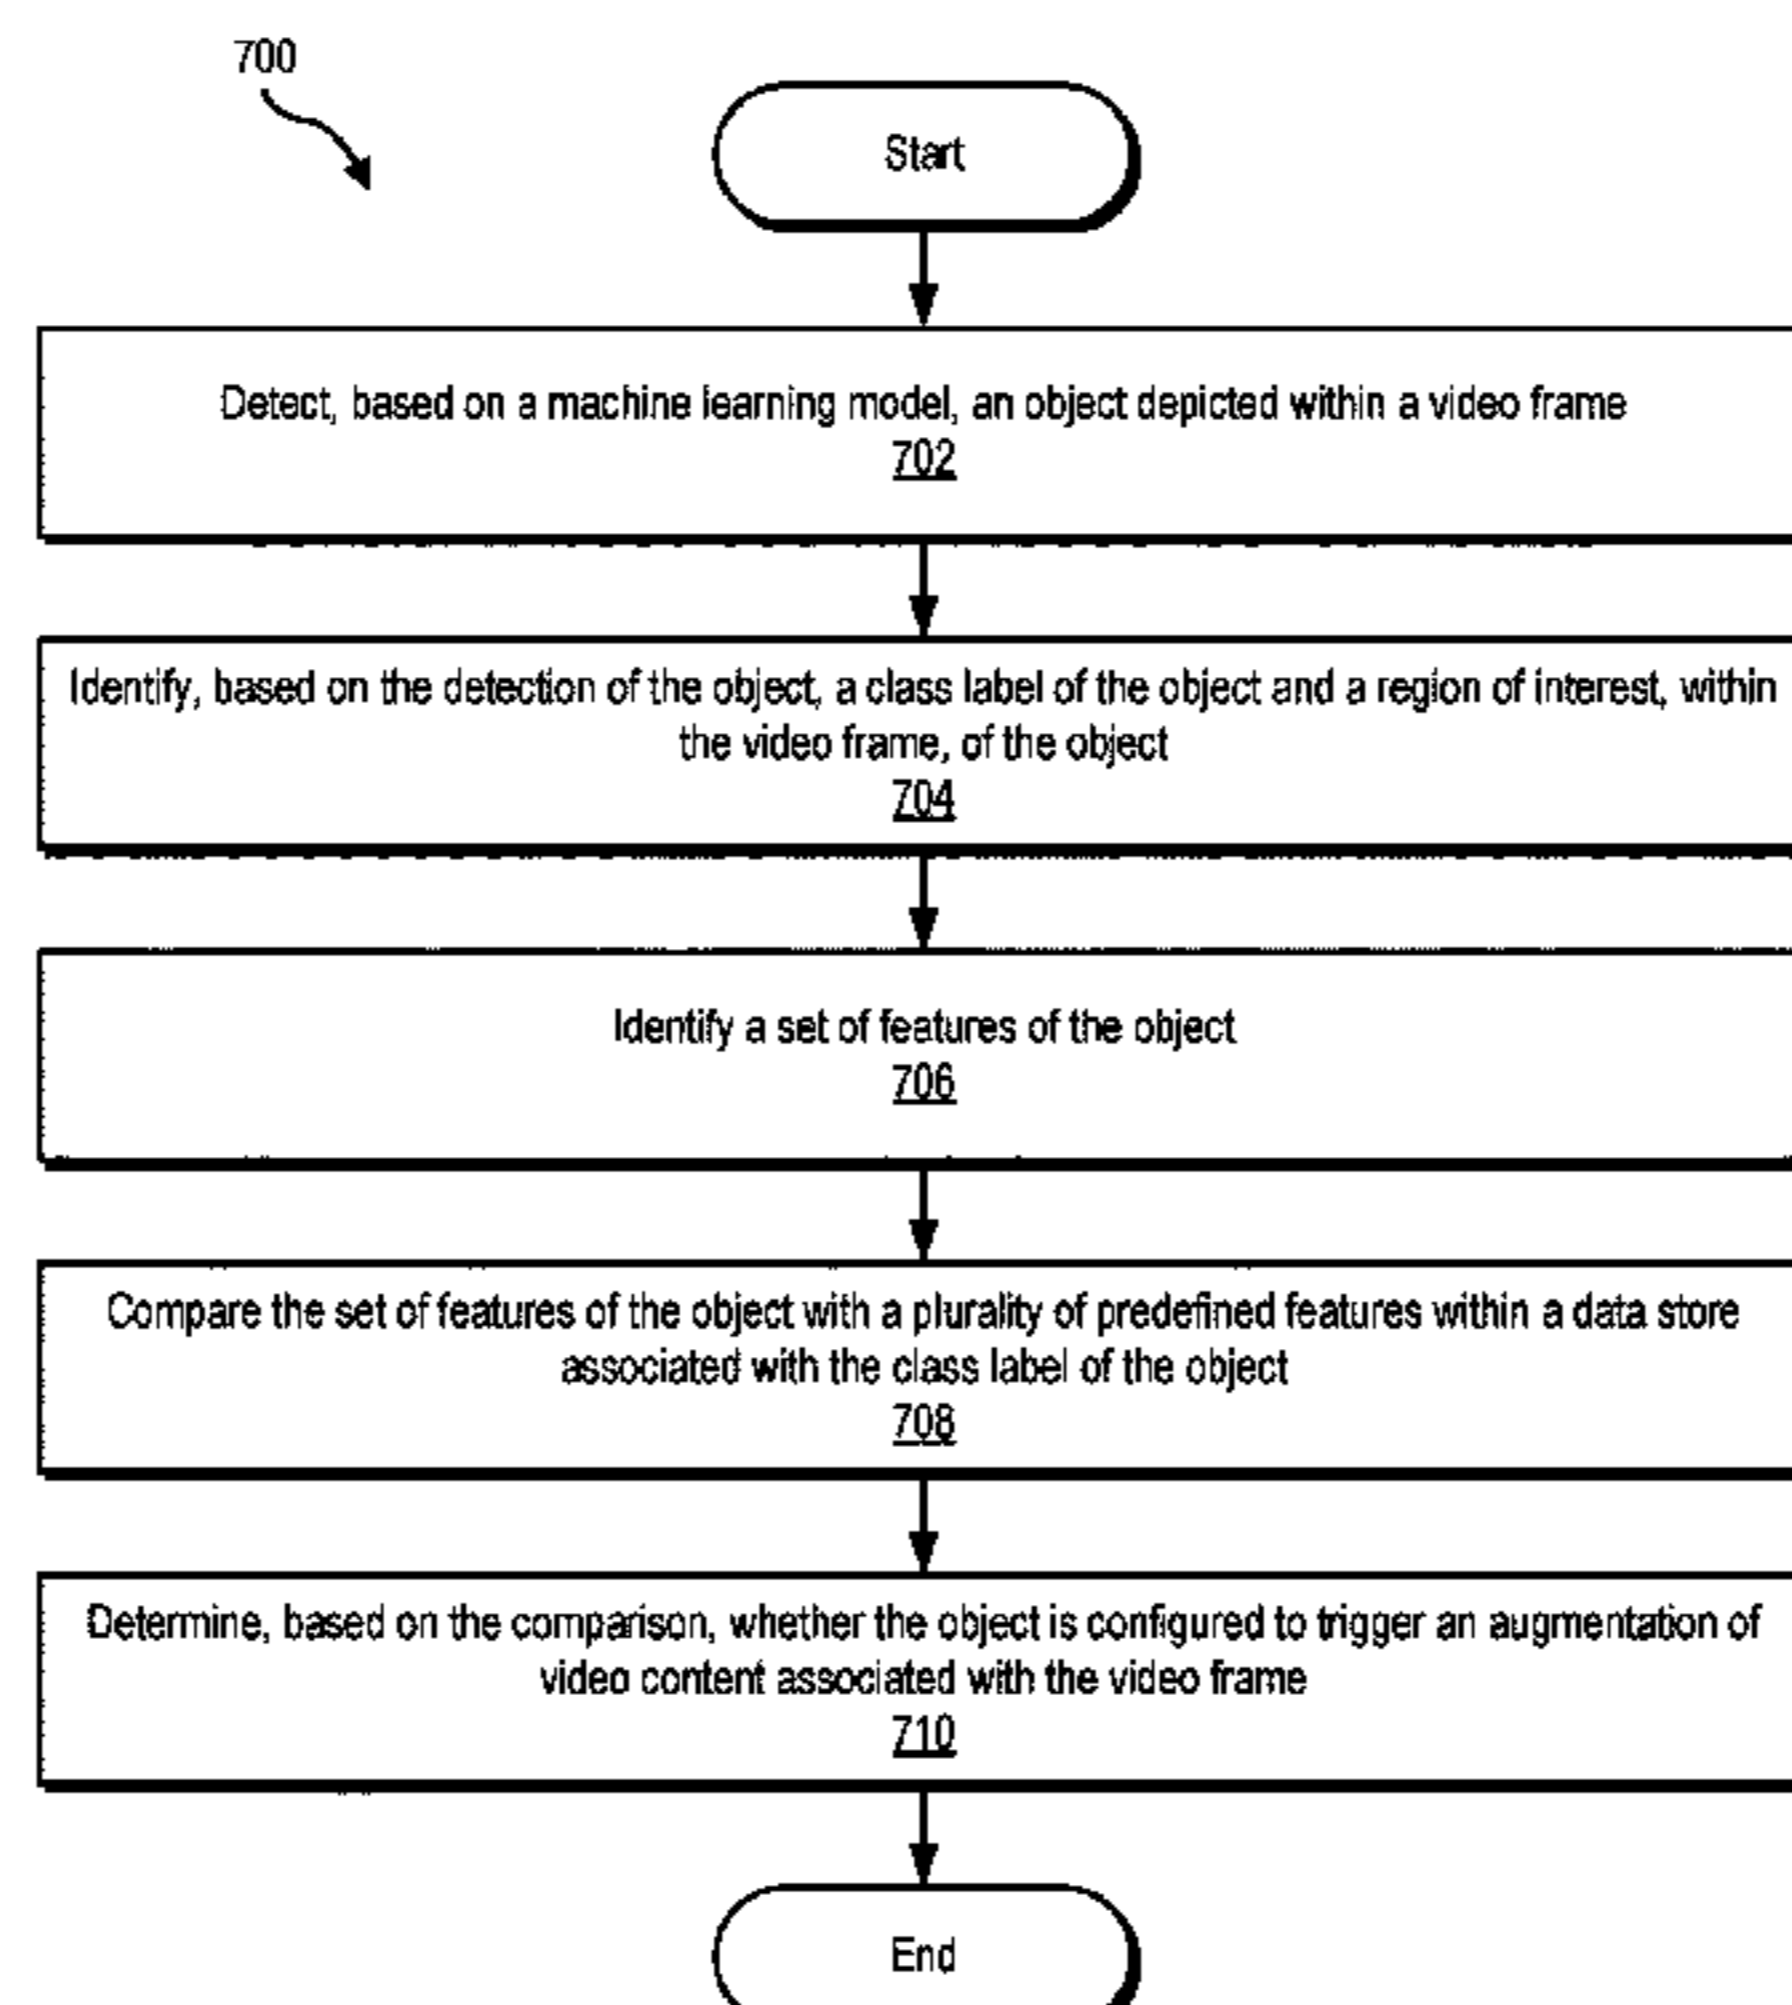 700
Start
Detect, based on a machine learning model, an object depicted within a video frame
702
Identify, based on the detection of the object, a class label of the object and a region of interest, within
the video frame, of the object
704
Identify a set of features of the object
706
Compare the set of features of the object with a plurality of predefined features within a data store
associated with the class label of the object
708
Determine, based on the comparison, whether the object is configured to trigger an augmentation of
video content associated with the video frame
710
End